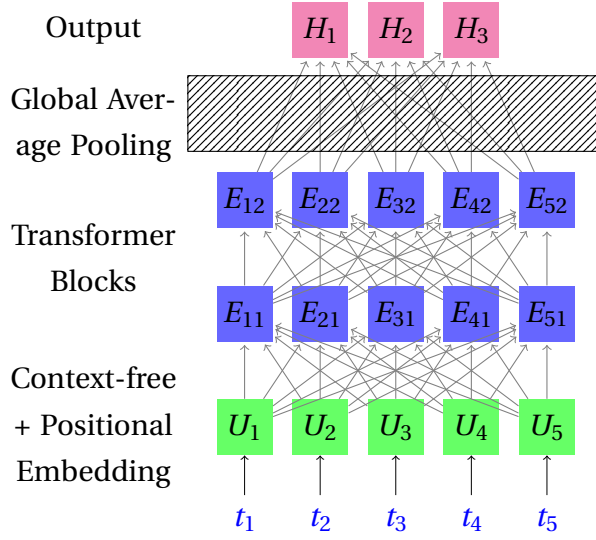 Output
H₁ H₂ H₃
Global Aver-
age Pooling
E₁₂ E₂₂ E₃₂ E₄₂ E₅₂
Transformer
Blocks
E₁₁ E₂₁ E₃₁ E₄₁ E₅₁
Context-free
+ Positional
Embedding
U₁ U₂ U₃ U₄ U₅
t₁ t₂ t₃ t₄ t₅